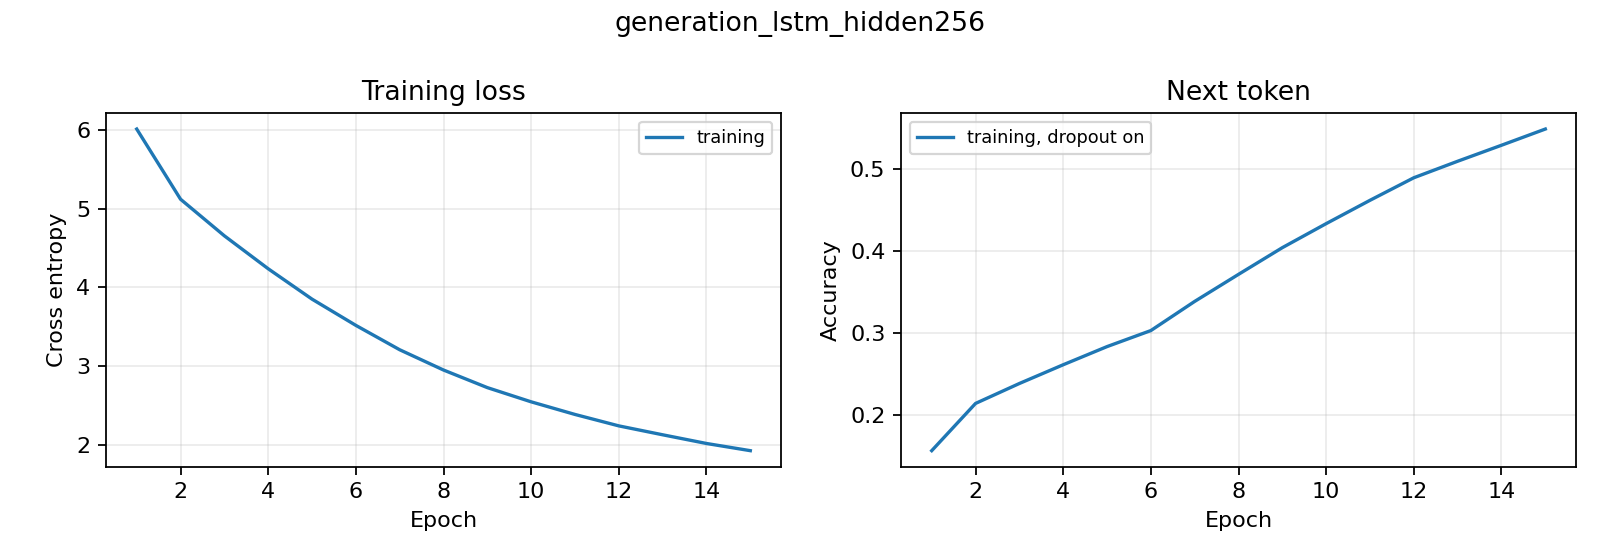 generation_lstm_hidden256
Training loss
training
Cross entropy
6
5
4
3
2
2 4 6 8 10 12 14
Epoch
Next token
training, dropout on
Accuracy
0.5
0.4
0.3
0.2
2 4 6 8 10 12 14
Epoch